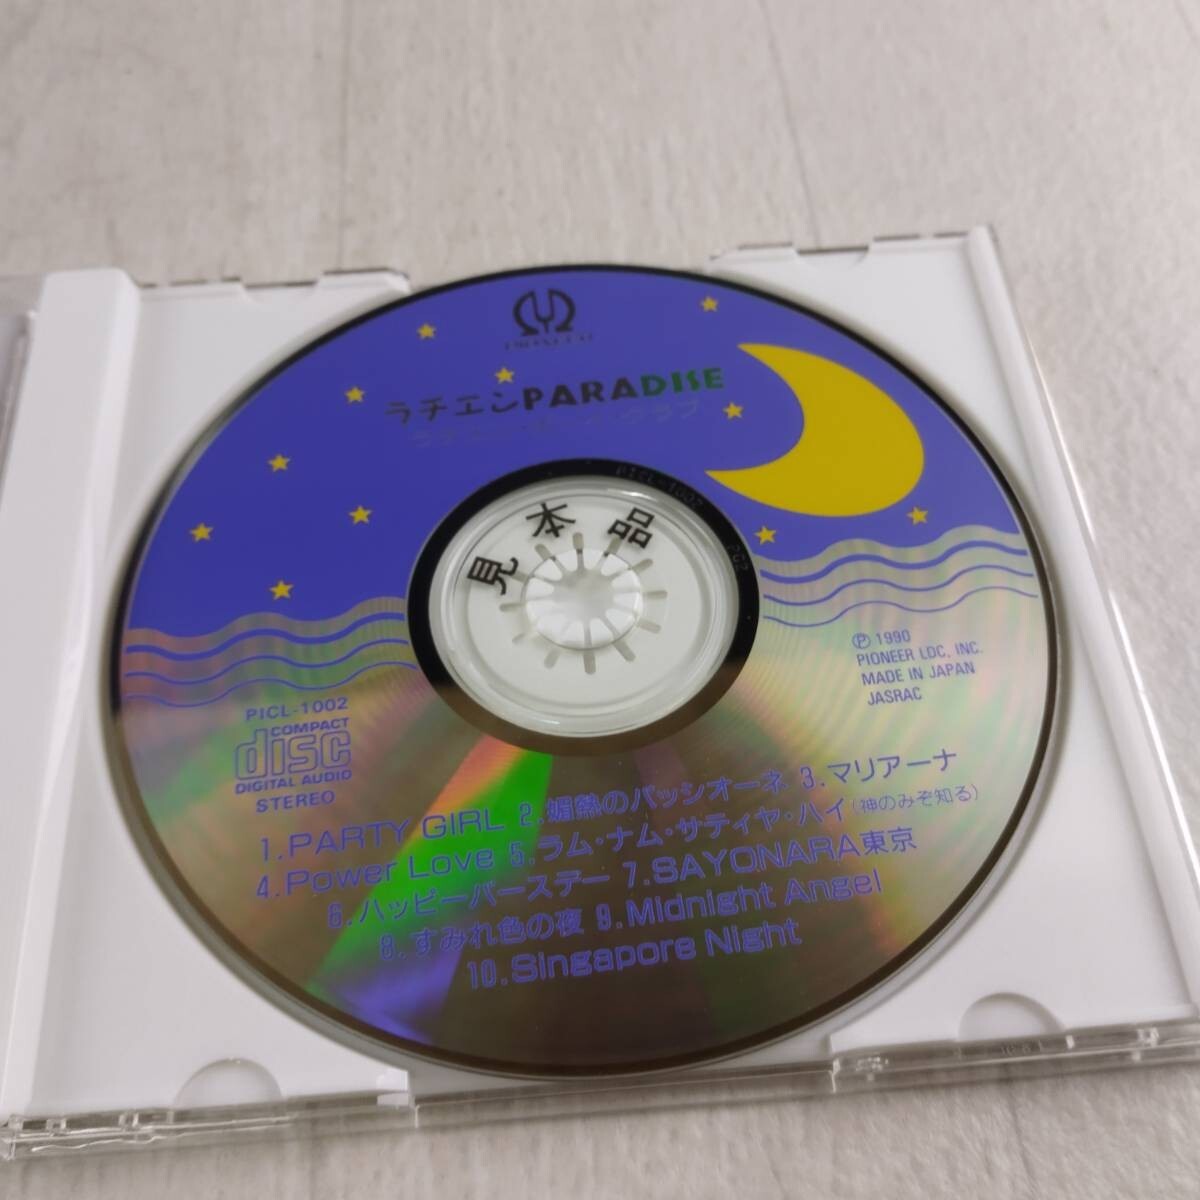 PIONEER
ラチエンPARADISE
PICL-1002
見本品
Ⓟ 1990
PIONEER LDC, INC.
MADE IN JAPAN
JASRAC
PICL-1002
COMPACT
disc
DIGITAL AUDIO
STEREO
1.PARTY GIRL 2.媚熱のパッシオーネ 3.マリアーナ
4.Power Love 5.ラム・ナム・サティヤ・ハイ(神のみぞ知る)
6.ハッピーバースデー 7.SAYONARA東京
8.すみれ色の夜 9.Midnight Angel
10.Singapore Night